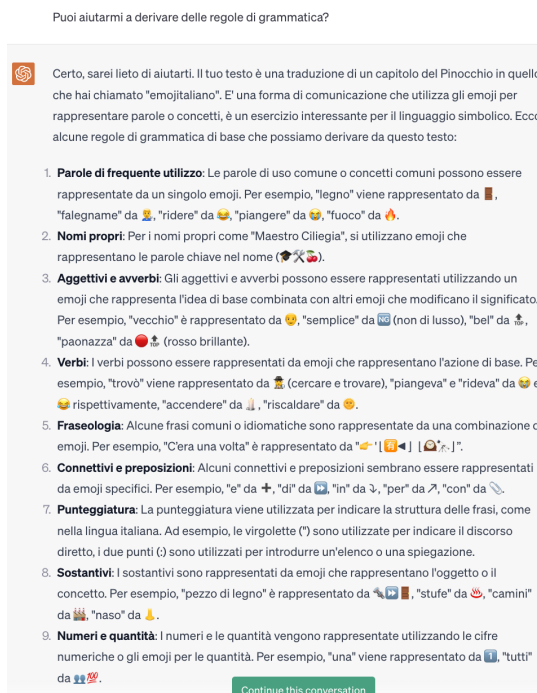 Puoi aiutarmi a derivare delle regole di grammatica?
Certo, sarei lieto di aiutarti. Il tuo testo è una traduzione di un capitolo del Pinocchio in quello
che hai chiamato "emojitaliano". E' una forma di comunicazione che utilizza gli emoji per
rappresentare parole o concetti, è un esercizio interessante per il linguaggio simbolico. Ecco
alcune regole di grammatica di base che possiamo derivare da questo testo:
1. Parole di frequente utilizzo: Le parole di uso comune o concetti comuni possono essere
rappresentate da un singolo emoji. Per esempio, "legno" viene rappresentato da 🚪,
"falegname" da 👨‍🔧, "ridere" da 😂, "piangere" da 😭, "fuoco" da 🔥.
2. Nomi propri: Per i nomi propri come "Maestro Ciliegia", si utilizzano emoji che
rappresentano le parole chiave nel nome (🎓🛠🍒).
3. Aggettivi e avverbi: Gli aggettivi e avverbi possono essere rappresentati utilizzando un
emoji che rappresenta l'idea di base combinata con altri emoji che modificano il significato.
Per esempio, "vecchio" è rappresentato da 👴, "semplice" da 🆖 (non di lusso), "bel" da 🔝,
"paonazza" da 🔴🔝 (rosso brillante).
4. Verbi: I verbi possono essere rappresentati da emoji che rappresentano l'azione di base. Pe
esempio, "trovò" viene rappresentato da 🕵 (cercare e trovare), "piangeva" e "rideva" da 😭 e
😂 rispettivamente, "accendere" da 🕯, "riscaldare" da
5. Fraseologia: Alcune frasi comuni o idiomatiche sono rappresentate da una combinazione d
emoji. Per esempio, "C'era una volta" è rappresentato da "👉
6. Connettivi e preposizioni: Alcuni connettivi e preposizioni sembrano essere rappresentati
da emoji specifici. Per esempio, "e" da ➕, "di" da ⏩, "in" da ⤵, "per" da ↗, "con" da 📎.
7. Punteggiatura: La punteggiatura viene utilizzata per indicare la struttura delle frasi, come
nella lingua italiana. Ad esempio, le virgolette (") sono utilizzate per indicare il discorso
diretto, i due punti (:) sono utilizzati per introdurre un'elenco o una spiegazione.
8. Sostantivi: I sostantivi sono rappresentati da emoji che rappresentano l'oggetto o il
concetto. Per esempio, "pezzo di legno" è rappresentato da 🔩⏩🚪, "stufe" da ♨, "camini"
da 🏭, "naso" da 👃.
9. Numeri e quantità: I numeri e le quantità vengono rappresentate utilizzando le cifre
numeriche o gli emoji per le quantità. Per esempio, "una" viene rappresentato da 1️⃣, "tutti"
da 👥💯.
Continue this conversation